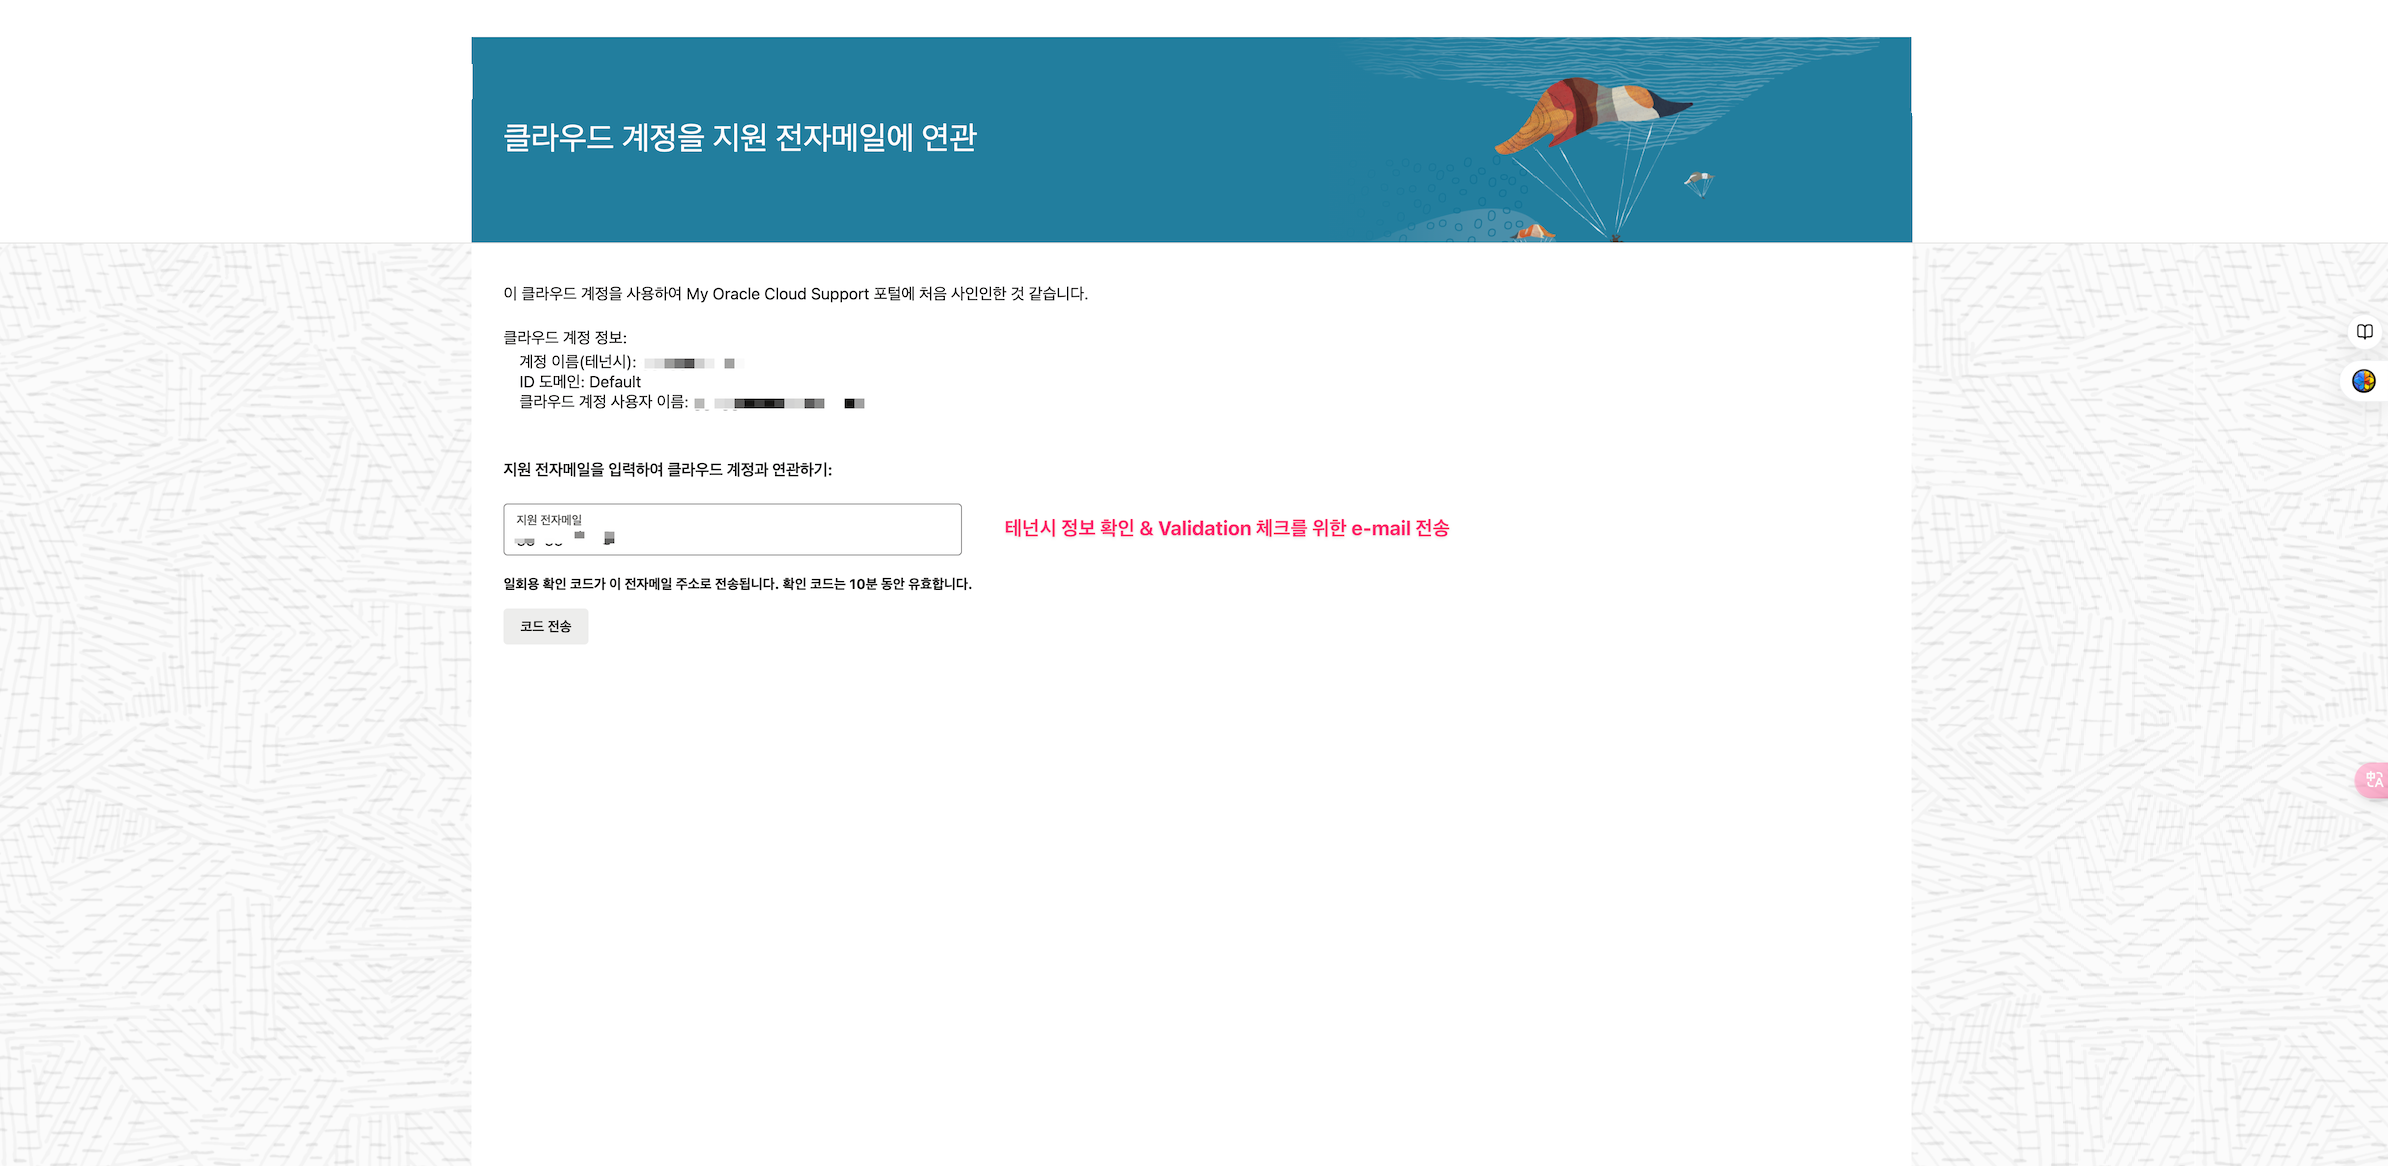 클라우드 계정을 지원 전자메일에 연관
이 클라우드 계정을 사용하여 My Oracle Cloud Support 포털에 처음 사인인한 것 같습니다.
클라우드 계정 정보:
계정 이름(테넌시):
ID 도메인: Default
클라우드 계정 사용자 이름:
지원 전자메일을 입력하여 클라우드 계정과 연관하기:
지원 전자메일
테넌시 정보 확인 & Validation 체크를 위한 e-mail 전송
일회용 확인 코드가 이 전자메일 주소로 전송됩니다. 확인 코드는 10분 동안 유효합니다.
코드 전송